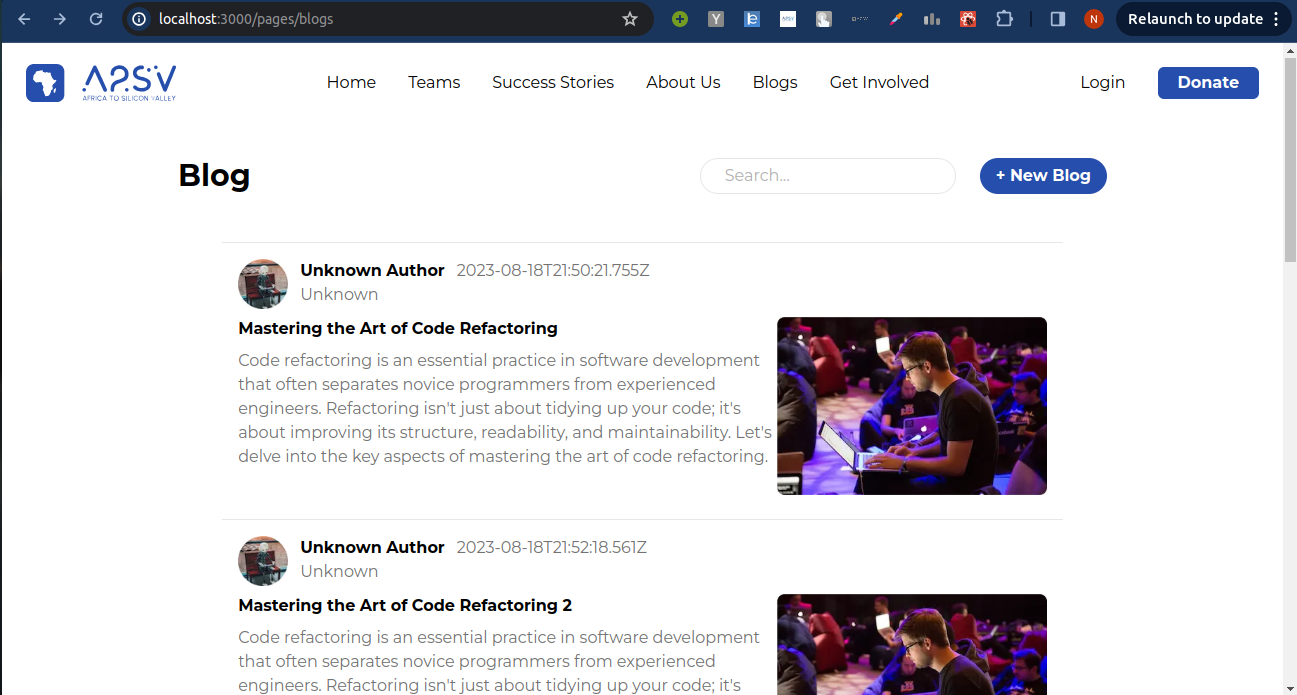 localhost:3000/pages/blogs
N
Relaunch to update
A2SV
AFRICA TO SILICON VALLEY
Home
Teams
Success Stories
About Us
Blogs
Get Involved
Login
Donate
Blog
Search...
+ New Blog
Unknown Author 2023-08-18T21:50:21.755Z
Unknown
Mastering the Art of Code Refactoring
Code refactoring is an essential practice in software development
that often separates novice programmers from experienced
engineers. Refactoring isn't just about tidying up your code; it's
about improving its structure, readability, and maintainability. Let's
delve into the key aspects of mastering the art of code refactoring.
Unknown Author 2023-08-18T21:52:18.561Z
Unknown
Mastering the Art of Code Refactoring 2
Code refactoring is an essential practice in software development
that often separates novice programmers from experienced
engineers. Refactoring isn't just about tidying up your code; it's